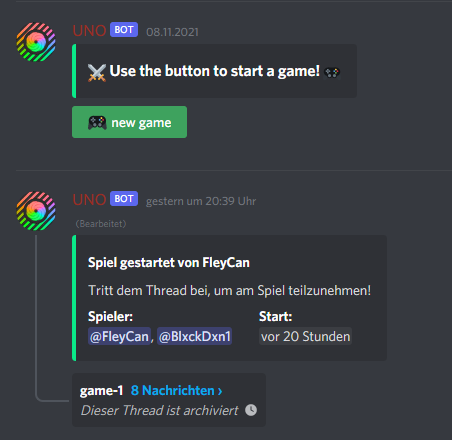 UNO BOT 08.11.2021
⚔️ Use the button to start a game! 🎮
🎮 new game
UNO BOT gestern um 20:39 Uhr
(Bearbeitet)
Spiel gestartet von FleyCan
Tritt dem Thread bei, um am Spiel teilzunehmen!
Spieler: Start:
@FleyCan, @BlxckDxn1 vor 20 Stunden
game-1 8 Nachrichten ›
Dieser Thread ist archiviert